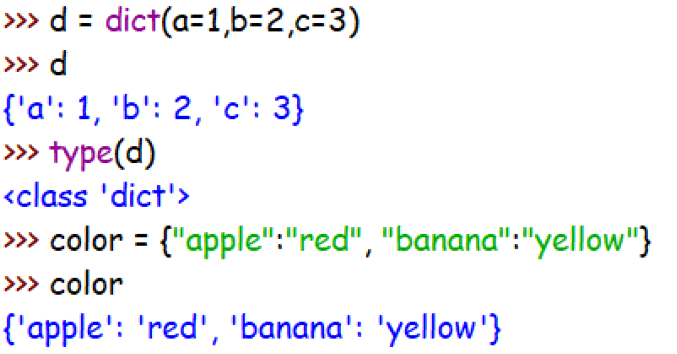 >>> d = dict(a=1,b=2,c=3)
>>> d
{'a': 1, 'b': 2, 'c': 3}
>>> type(d)
<class 'dict'>
>>> color = {"apple":"red", "banana":"yellow"}
>>> color
{'apple': 'red', 'banana': 'yellow'}